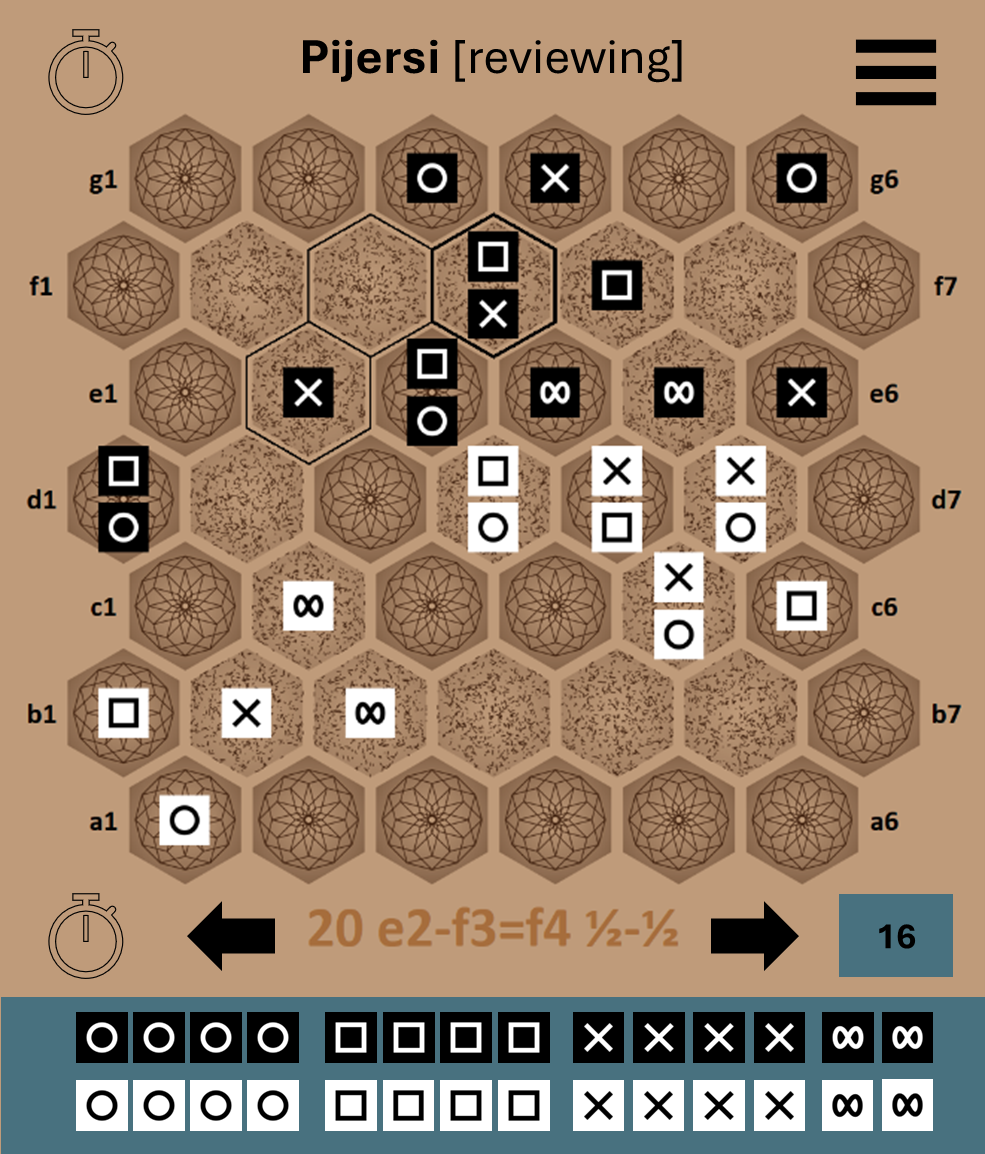 Pijersi [reviewing]
g1 g6
f1 f7
e1 e6
d1 d7
c1 c6
b1 b7
a1 a6
20 e2-f3=f4 ½-½
16